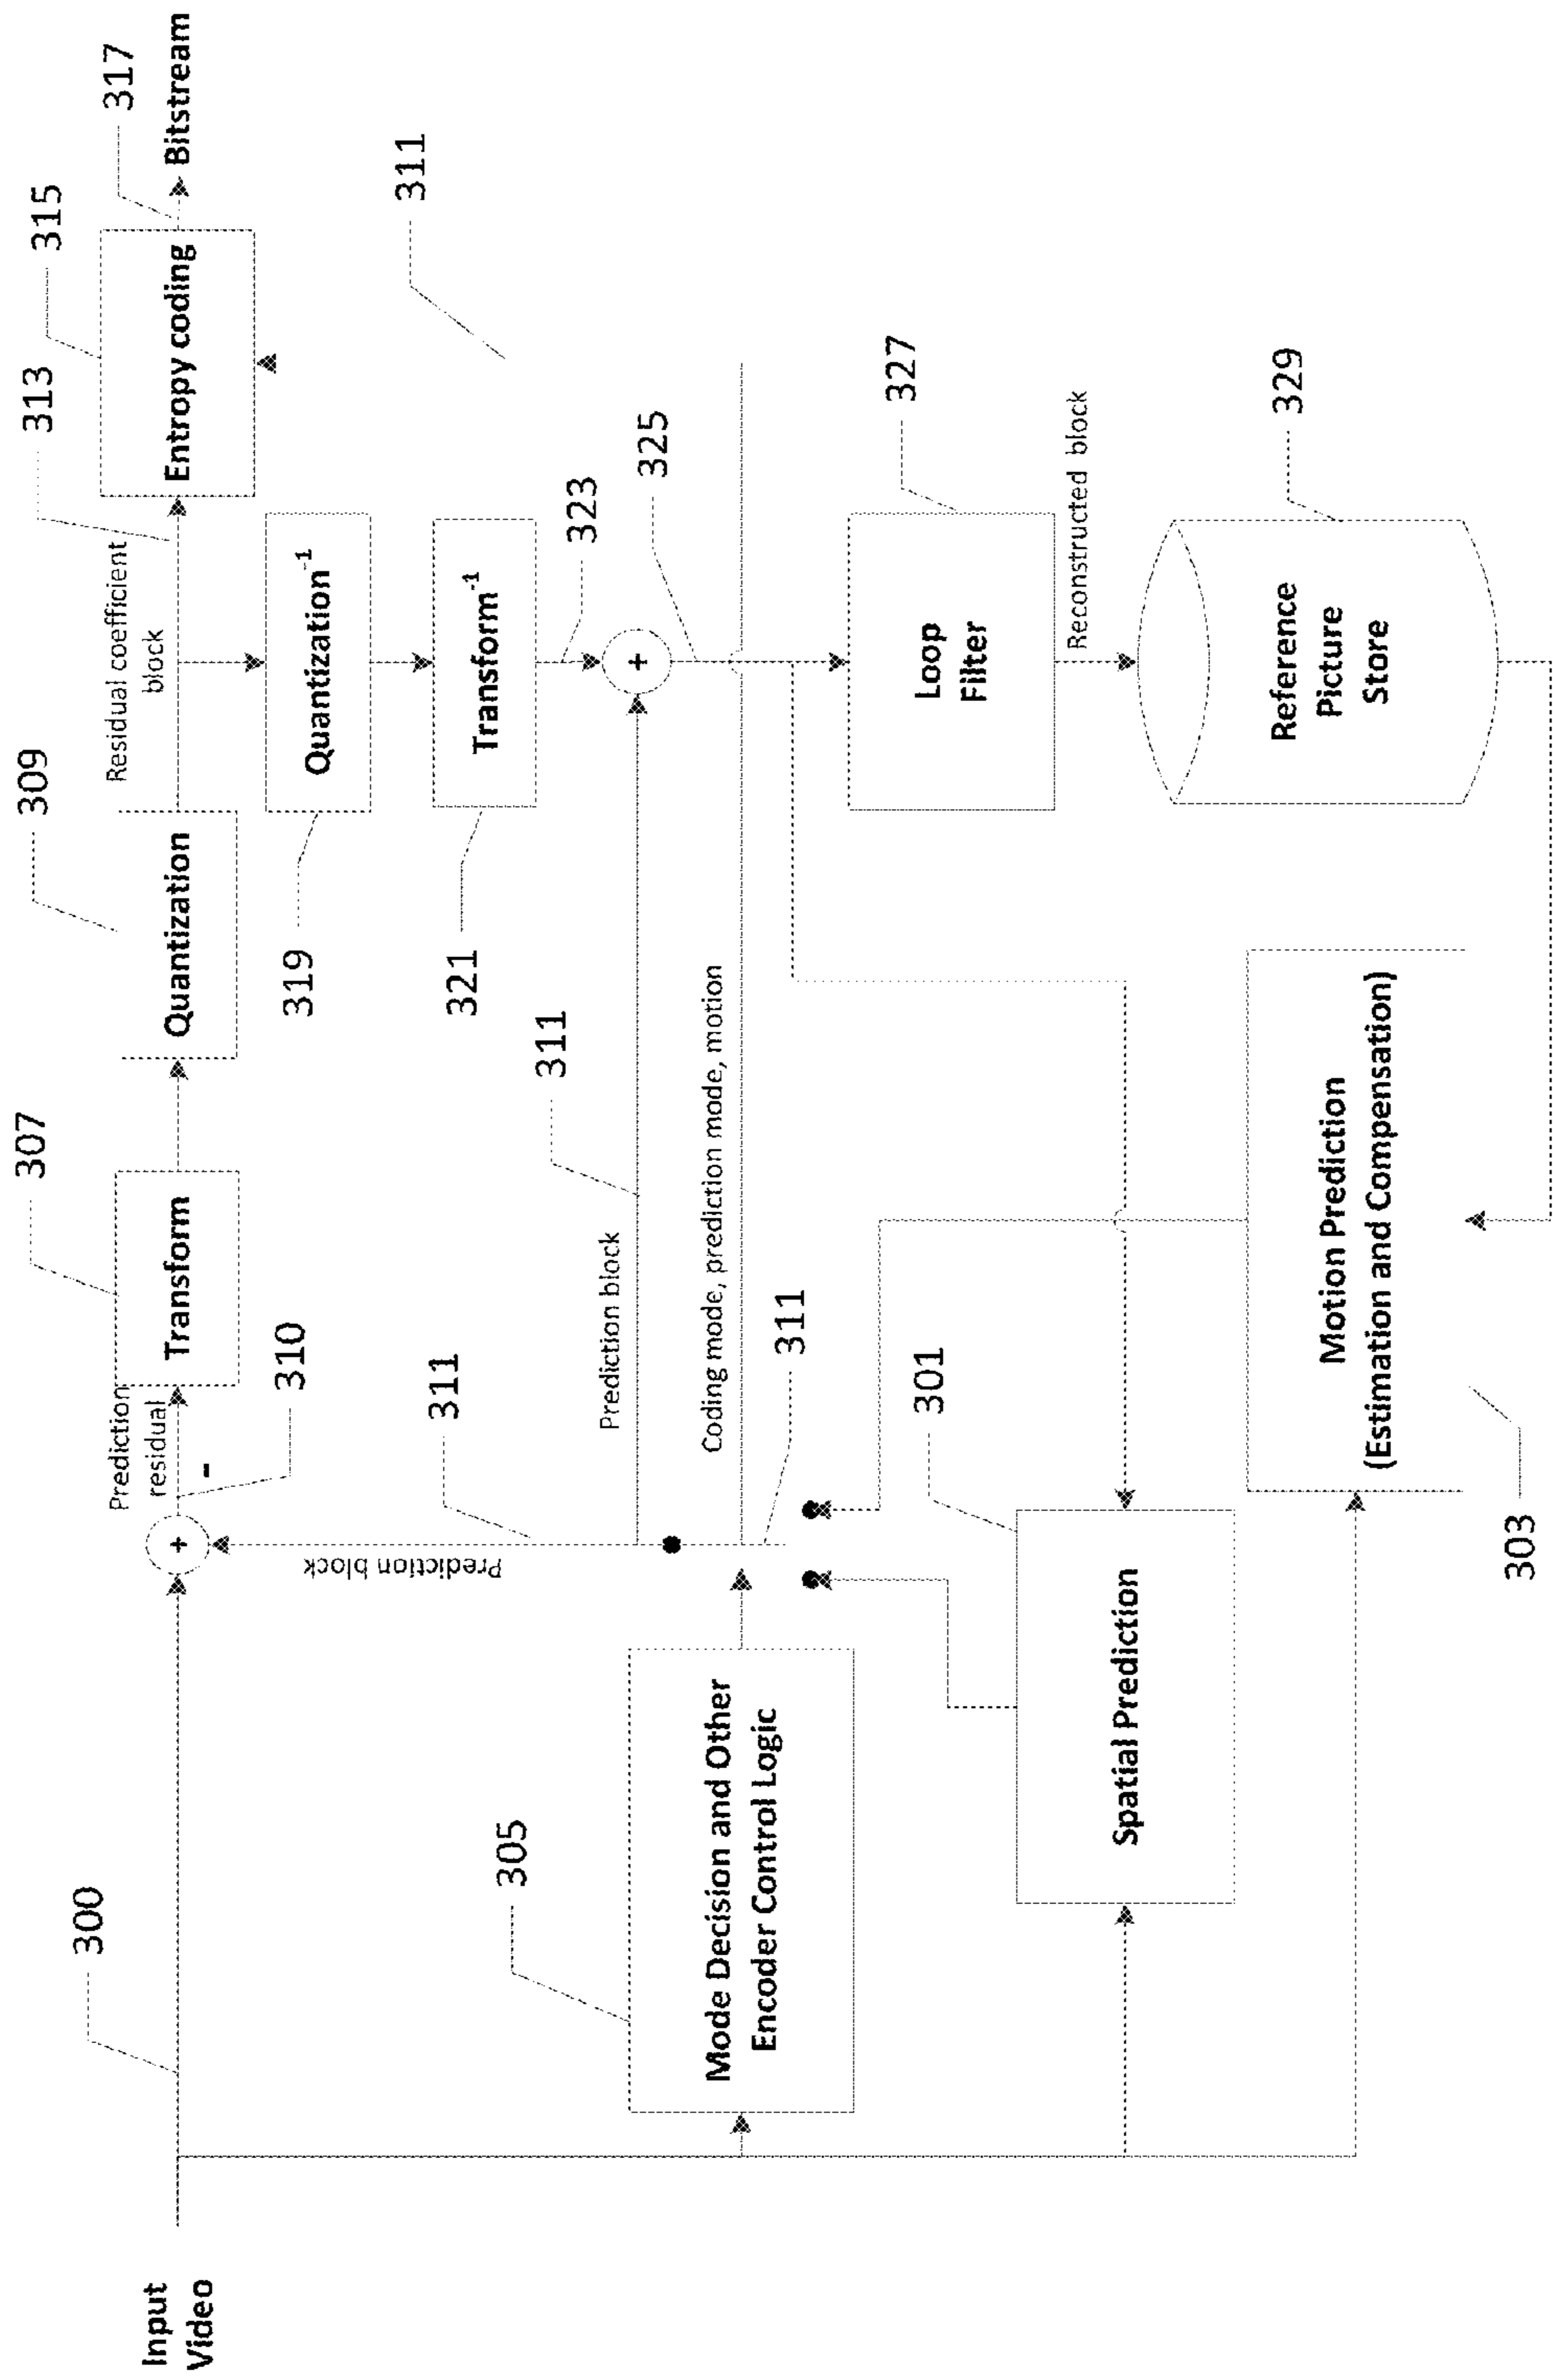 Input
Video
300
Prediction
residual
310
307
Transform
309
Quantization
Residual coefficient
block
313
315
Entropy coding
317
Bitstream
+
-
Prediction block
311
319
Quantization-1
321
Transform-1
323
+
325
311
Prediction block
311
Coding mode, prediction mode, motion
311
305
Mode Decision and Other
Encoder Control Logic
301
Spatial Prediction
303
Motion Prediction
(Estimation and Compensation)
327
Loop
Filter
Reconstructed block
329
Reference
Picture
Store